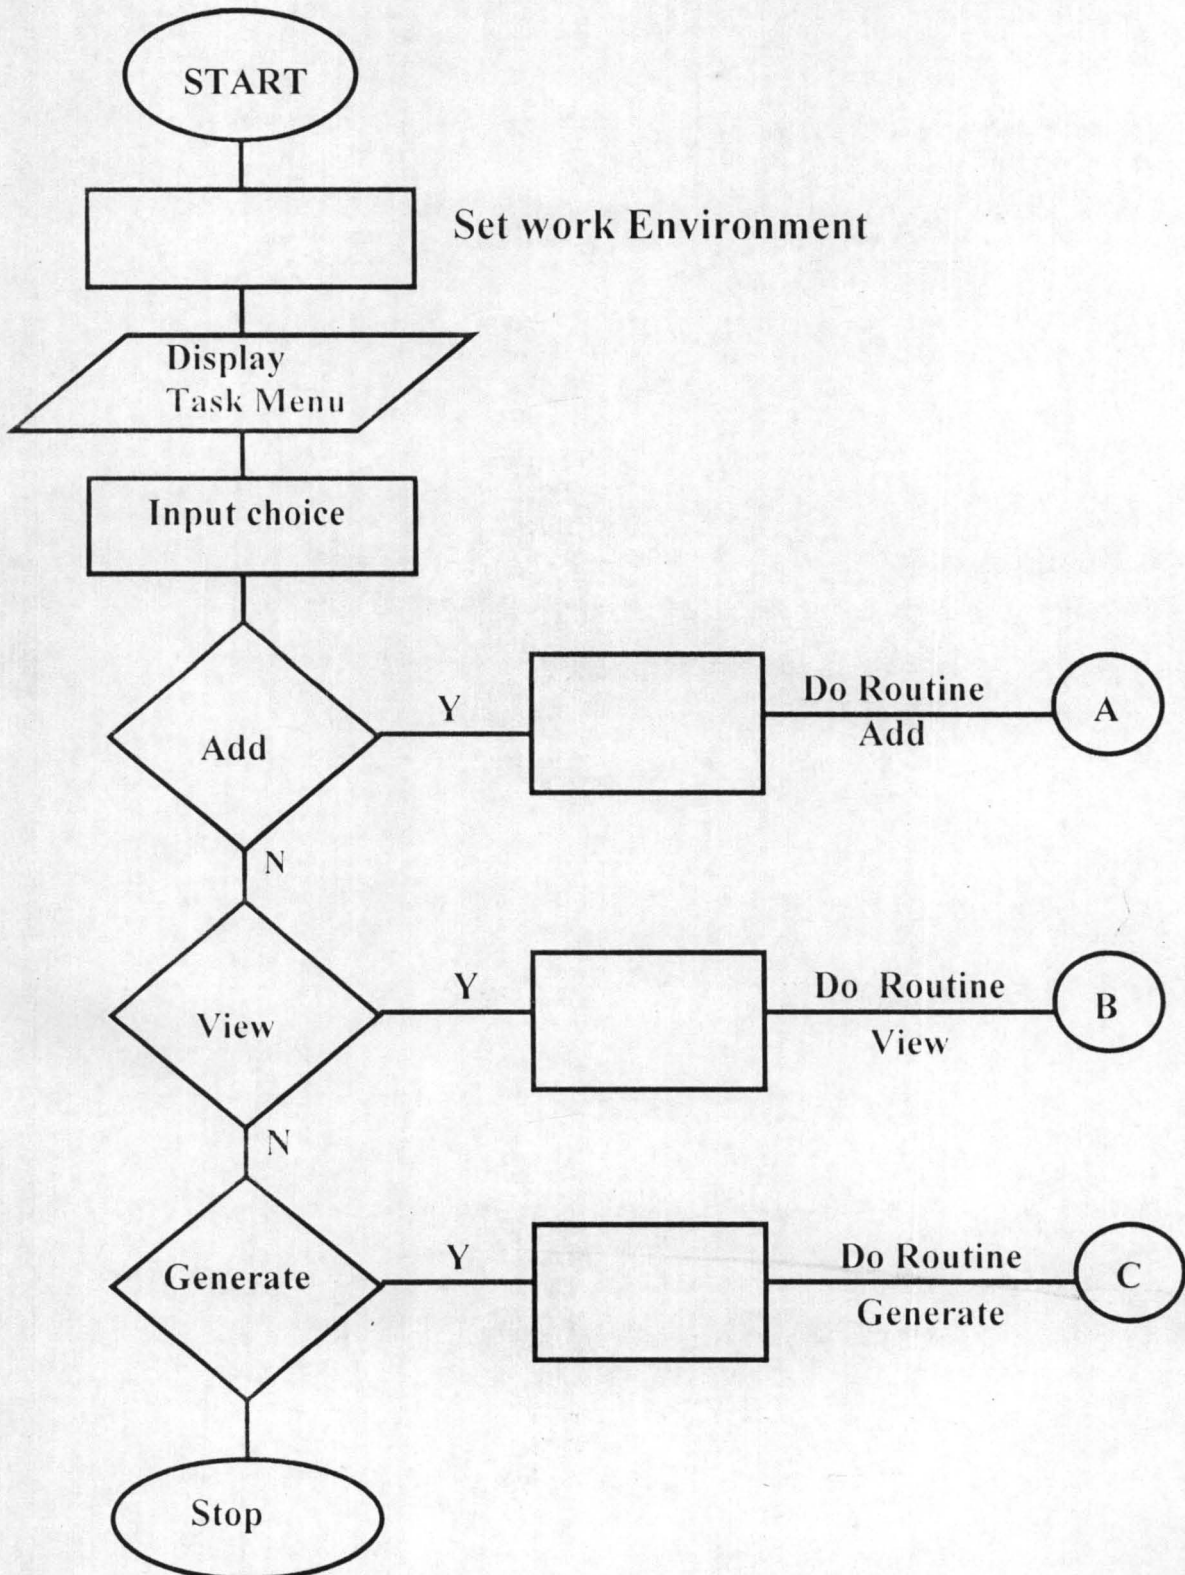 START
Set work Environment
Display
Task Menu
Input choice
Add
Y
Do Routine
Add
A
N
View
Y
Do Routine
View
B
N
Generate
Y
Do Routine
Generate
C
Stop